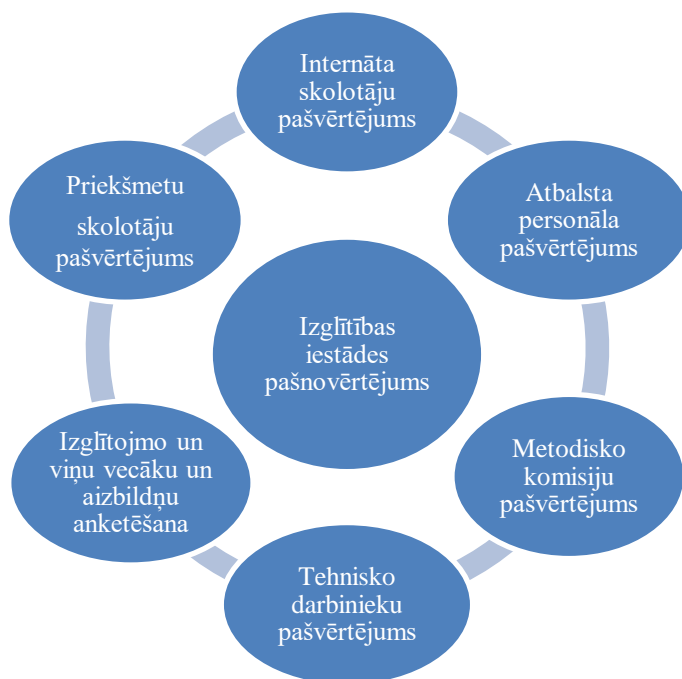 Internāta
skolotāju
pašvērtējums
Atbalsta
personāla
pašvērtējums
Metodisko
komisiju
pašvērtējums
Tehnisko
darbinieku
pašvērtējums
Izglītojmo un
viņu vecāku un
aizbildņu
anketēšana
Priekšmetu
skolotāju
pašvērtējums
Izglītības
iestādes
pašnovērtējums